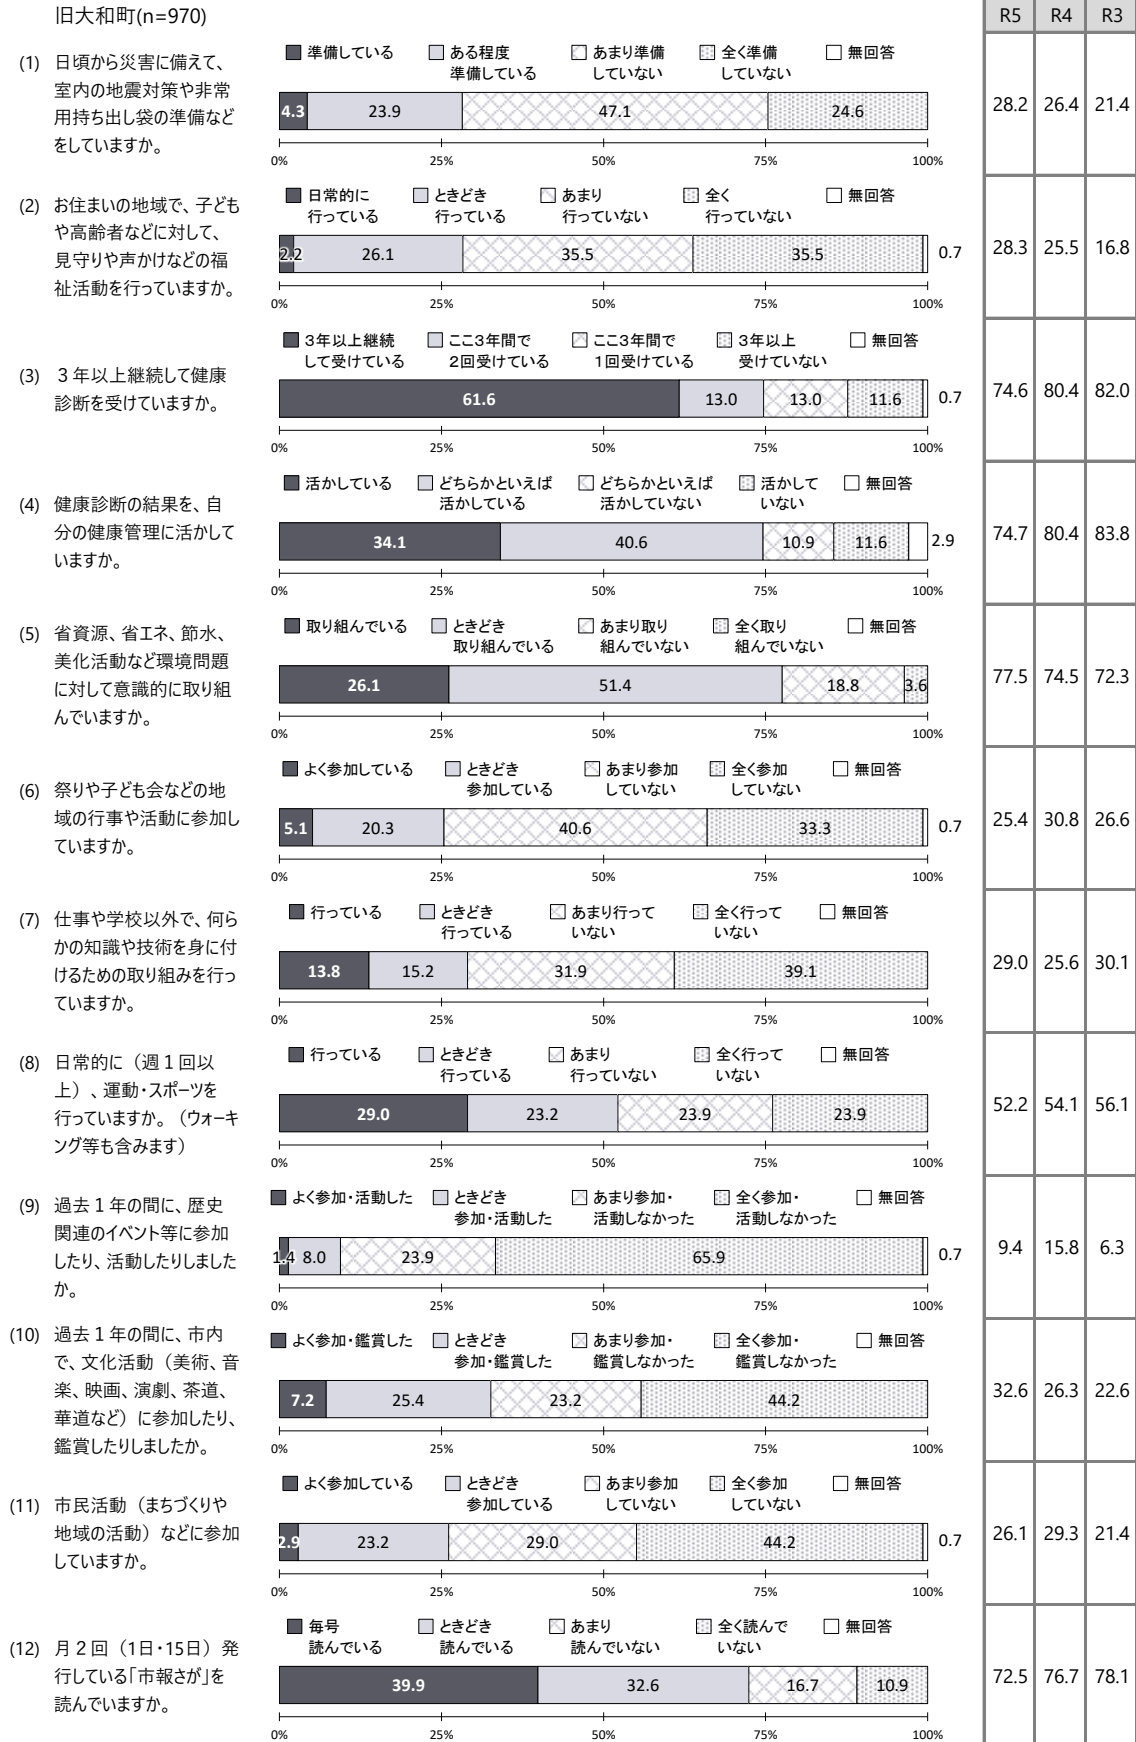 旧大和町(n=970)
R5 R4 R3
(1) 日頃から災害に備えて、
室内の地震対策や非常
用持ち出し袋の準備など
をしていますか。
準備している ある程度 あまり準備 全く準備 無回答
準備している していない していない
4.3 23.9 47.1 24.6
0% 25% 50% 75% 100%
28.2 26.4 21.4
(2) お住まいの地域で、子ども
や高齢者などに対して、
見守りや声かけなどの福
祉活動を行っていますか。
日常的に ときどき あまり 全く 無回答
行っている 行っている 行っていない 行っていない
2.2 26.1 35.5 35.5 0.7
0% 25% 50% 75% 100%
28.3 25.5 16.8
(3) 3年以上継続して健康
診断を受けていますか。
3年以上継続 ここ3年間で ここ3年間で 3年以上 無回答
して受けている 2回受けている 1回受けている 受けていない
61.6 13.0 13.0 11.6 0.7
0% 25% 50% 75% 100%
74.6 80.4 82.0
(4) 健康診断の結果を、自
分の健康管理に活かして
いますか。
活かしている どちらかといえば どちらかといえば 活かして 無回答
活かしている 活かしていない いない
34.1 40.6 10.9 11.6 2.9
0% 25% 50% 75% 100%
74.7 80.4 83.8
(5) 省資源、省エネ、節水、
美化活動など環境問題
に対して意識的に取り組
んでいますか。
取り組んでいる ときどき あまり取り 全く取り 無回答
取り組んでいる 組んでいない 組んでいない
26.1 51.4 18.8 3.6
0% 25% 50% 75% 100%
77.5 74.5 72.3
(6) 祭りや子ども会などの地
域の行事や活動に参加し
ていますか。
よく参加している ときどき あまり参加 全く参加 無回答
参加している していない していない
5.1 20.3 40.6 33.3 0.7
0% 25% 50% 75% 100%
25.4 30.8 26.6
(7) 仕事や学校以外で、何ら
かの知識や技術を身に付
けるための取り組みを行っ
ていますか。
行っている ときどき あまり行って 全く行って 無回答
行っている いない いない
13.8 15.2 31.9 39.1
0% 25% 50% 75% 100%
29.0 25.6 30.1
(8) 日常的に（週1回以
上）、運動・スポーツを
行っていますか。（ウォーキ
ング等も含みます）
行っている ときどき あまり 全く行って 無回答
行っている 行っていない いない
29.0 23.2 23.9 23.9
0% 25% 50% 75% 100%
52.2 54.1 56.1
(9) 過去1年の間に、歴史
関連のイベント等に参加
したり、活動したりしました
か。
よく参加・活動した ときどき あまり参加・ 全く参加・ 無回答
参加・活動した 活動しなかった 活動しなかった
1.4 8.0 23.9 65.9 0.7
0% 25% 50% 75% 100%
9.4 15.8 6.3
(10) 過去1年の間に、市内
で、文化活動（美術、音
楽、映画、演劇、茶道、
華道など）に参加したり、
鑑賞したりしましたか。
よく参加・鑑賞した ときどき あまり参加・ 全く参加・ 無回答
参加・鑑賞した 鑑賞しなかった 鑑賞しなかった
7.2 25.4 23.2 44.2
0% 25% 50% 75% 100%
32.6 26.3 22.6
(11) 市民活動（まちづくりや
地域の活動）などに参加
していますか。
よく参加している ときどき あまり参加 全く参加 無回答
参加している していない していない
2.9 23.2 29.0 44.2 0.7
0% 25% 50% 75% 100%
26.1 29.3 21.4
(12) 月2回（1日・15日）発
行している「市報さが」を
読んでいますか。
毎号 ときどき あまり 全く読んで 無回答
読んでいる 読んでいる 読んでいない いない
39.9 32.6 16.7 10.9
0% 25% 50% 75% 100%
72.5 76.7 78.1